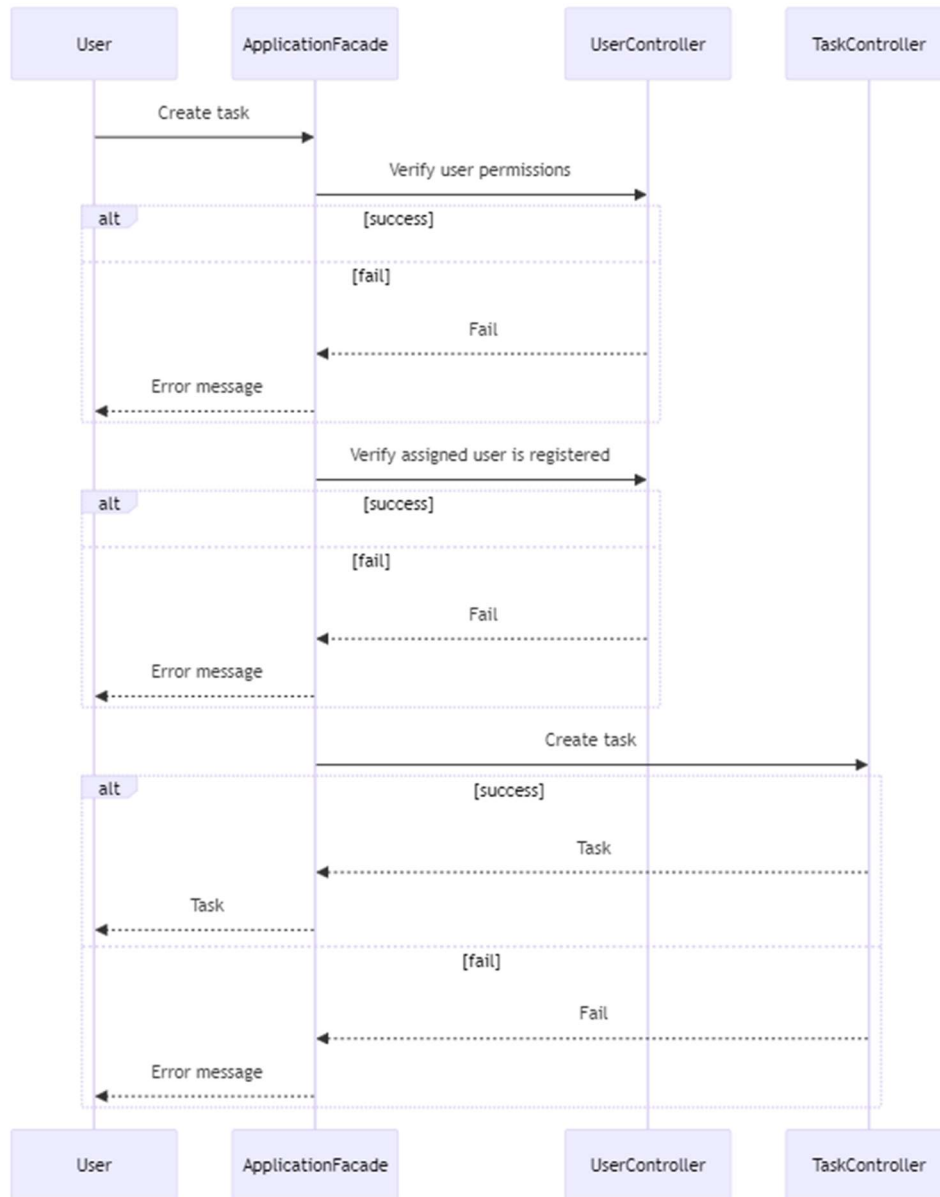 User
ApplicationFacade
UserController
TaskController
Create task
Verify user permissions
alt
[success]
[fail]
Fail
Error message
Verify assigned user is registered
alt
[success]
[fail]
Fail
Error message
Create task
alt
[success]
Task
Task
[fail]
Fail
Error message
User
ApplicationFacade
UserController
TaskController